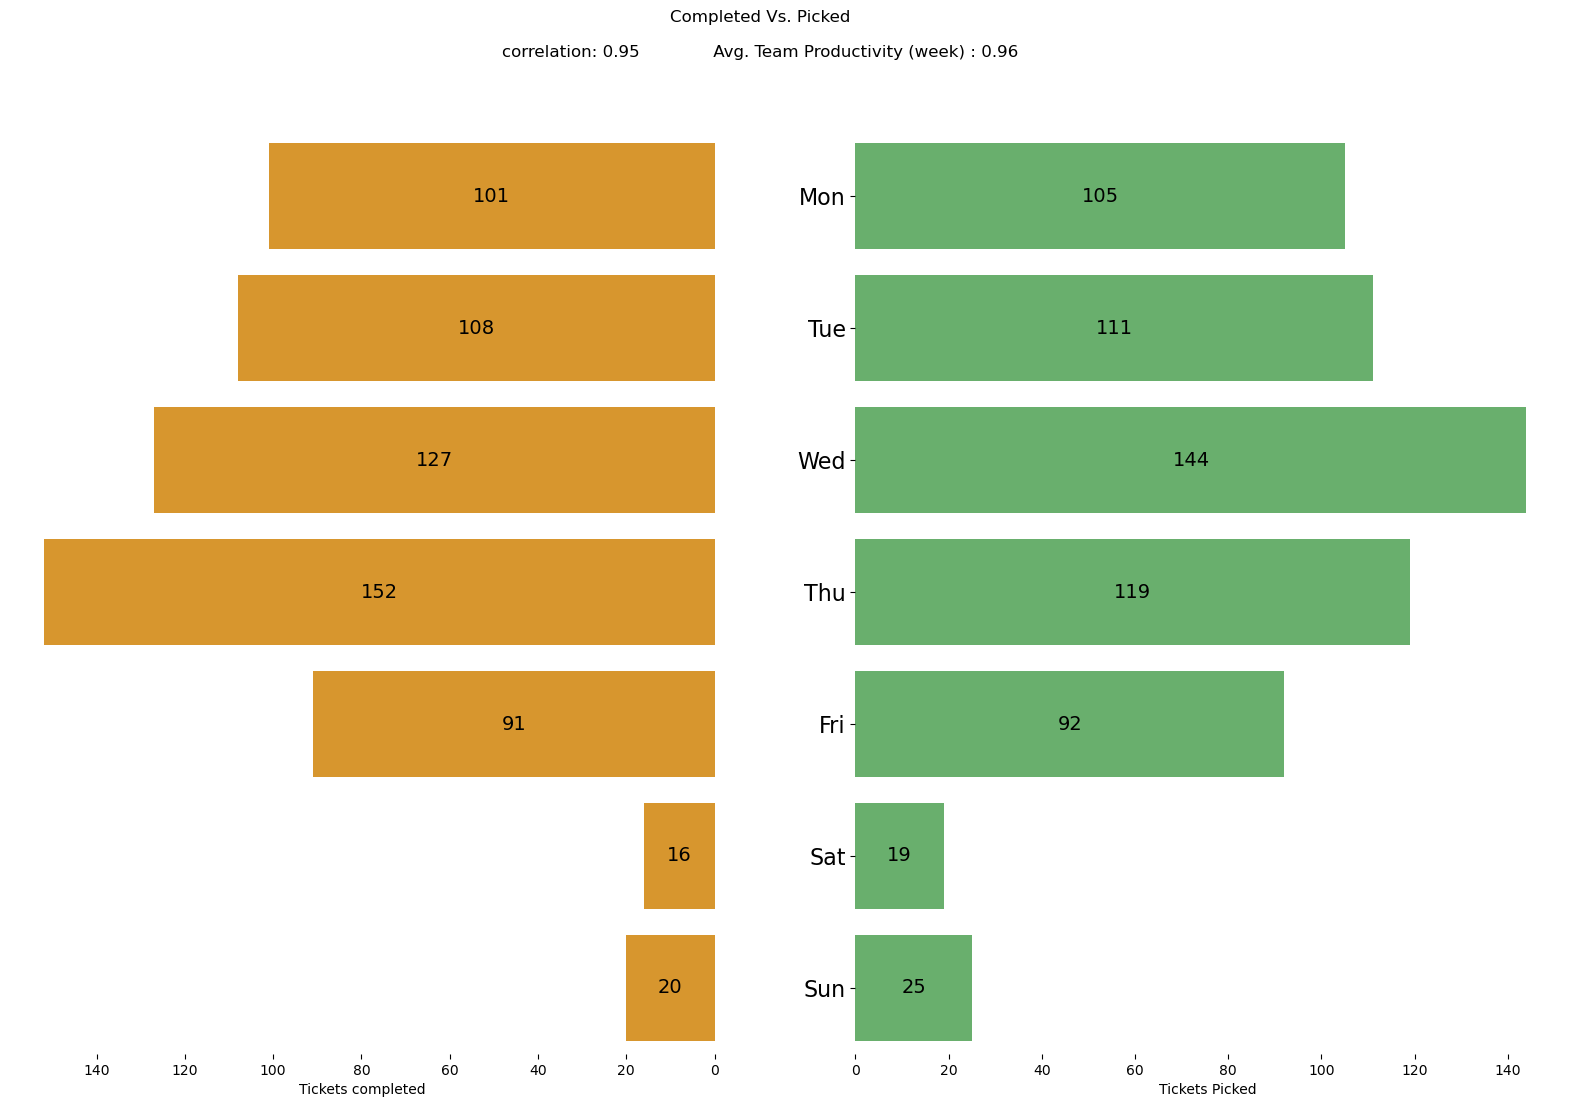 Completed Vs. Picked
correlation: 0.95 Avg. Team Productivity (week) : 0.96
101 Mon 105
108 Tue 111
127 Wed 144
152 Thu 119
91 Fri 92
16 Sat 19
20 Sun 25
140 120 100 80 60 40 20 0 0 20 40 60 80 100 120 140
Tickets completed Tickets Picked